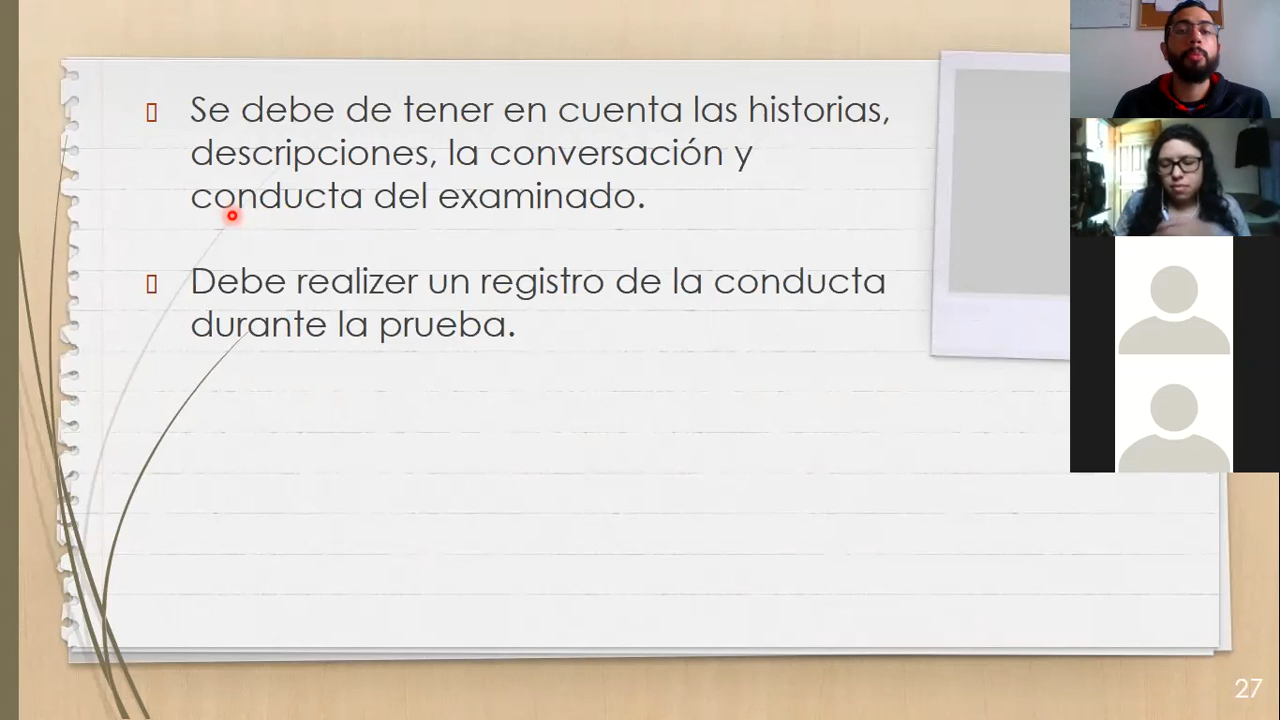 Se debe de tener en cuenta las historias,
descripciones, la conversación y
conducta del examinado.
Debe realizer un registro de la conducta
durante la prueba.
27